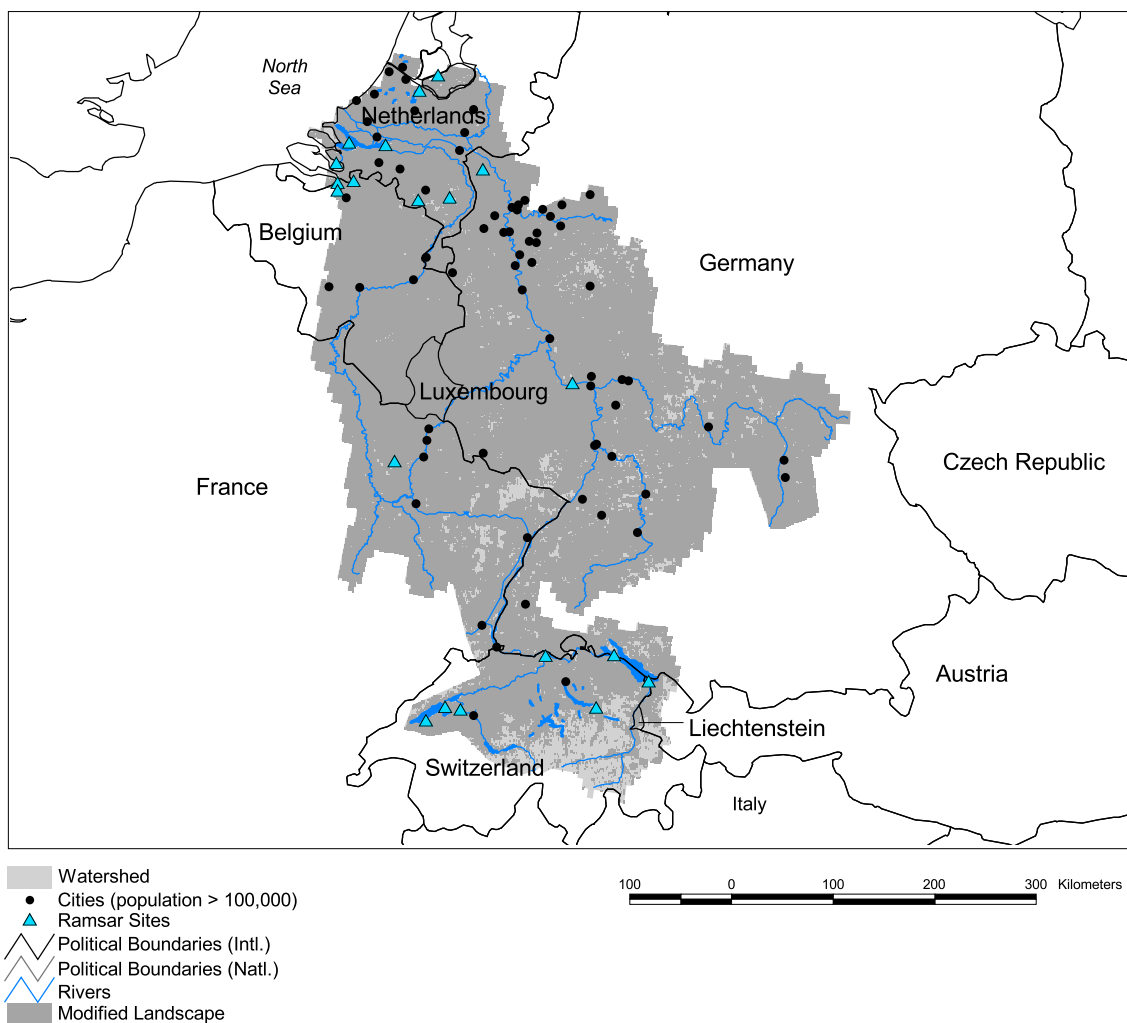 North
Sea
Netherlands
Belgium
Germany
Luxembourg
Czech Republic
France
Austria
Liechtenstein
Switzerland
Italy
Watershed
Cities (population > 100,000)
Ramsar Sites
Political Boundaries (Intl.)
Political Boundaries (Natl.)
Rivers
Modified Landscape
100 0 100 200 300 Kilometers